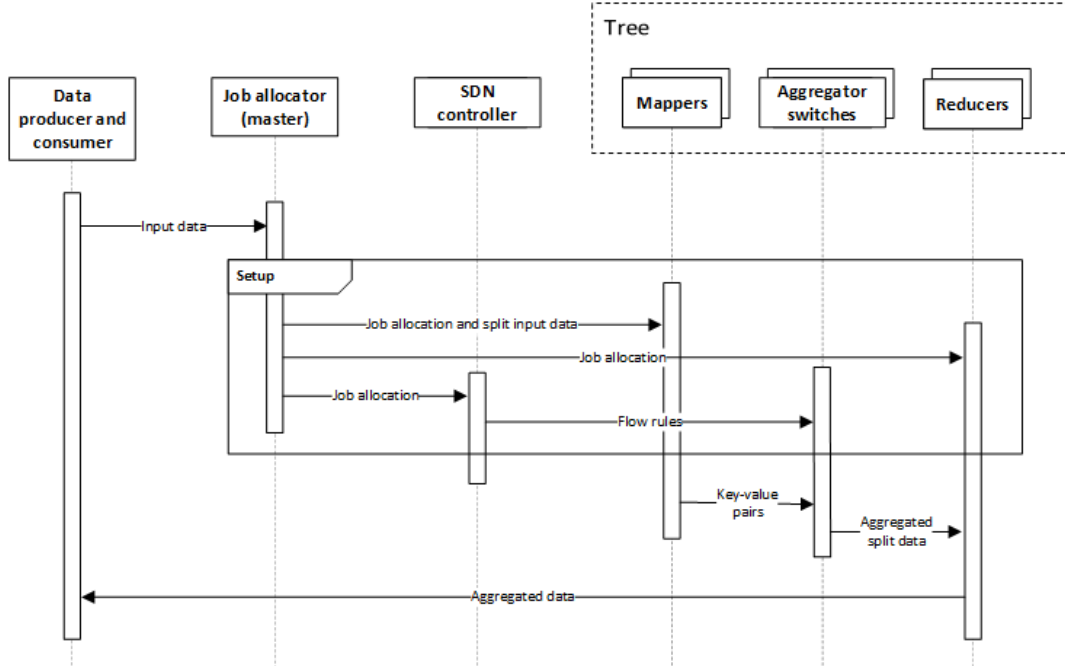 Tree
Data
producer and
consumer
Job allocator
(master)
SDN
controller
Mappers
Aggregator
switches
Reducers
Input data
Setup
Job allocation and split input data
Job allocation
Job allocation
Flow rules
Key-value
pairs
Aggregated
split data
Aggregated data